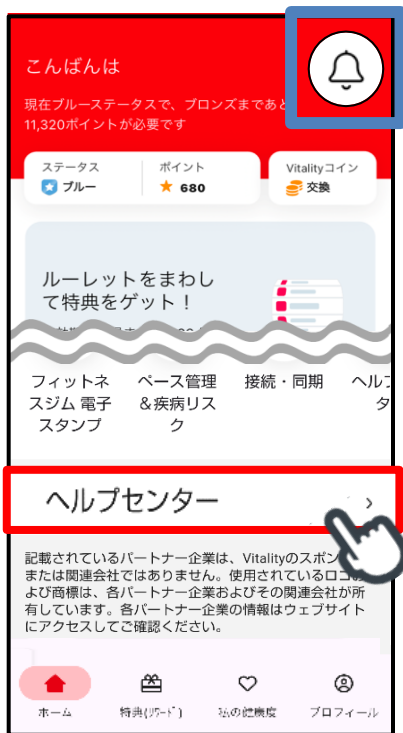 こんばんは
現在ブルーステータスで、ブロンズまであと
11,320ポイントが必要です
ステータス
ブルー
ポイント
680
Vitalityコイン
交換
ルーレットをまわし
て特典をゲット！
フィットネ
スジム 電子
スタンプ
ペース管理
&疾病リス
ク
接続・同期
ヘルプ
タ
ヘルプセンター
記載されているパートナー企業は、Vitalityのスポン
または関連会社ではありません。使用されているロゴお
よび商標は、各パートナー企業およびその関連会社が所
有しています。各パートナー企業の情報はウェブサイト
にアクセスしてご確認ください。
ホーム
特典(リワード)
私の健康度
プロフィール